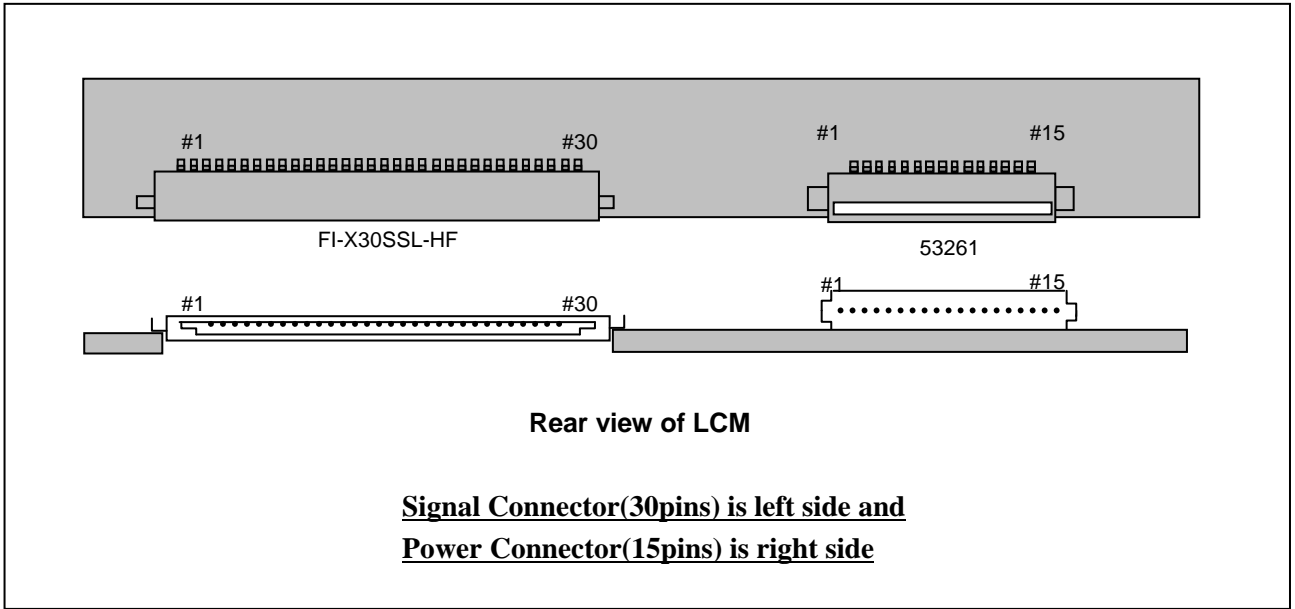 #1 #30 #1 #15
FI-X30SSL-HF 53261
#1 #30 #1 #15
Rear view of LCM
Signal Connector(30pins) is left side and
Power Connector(15pins) is right side